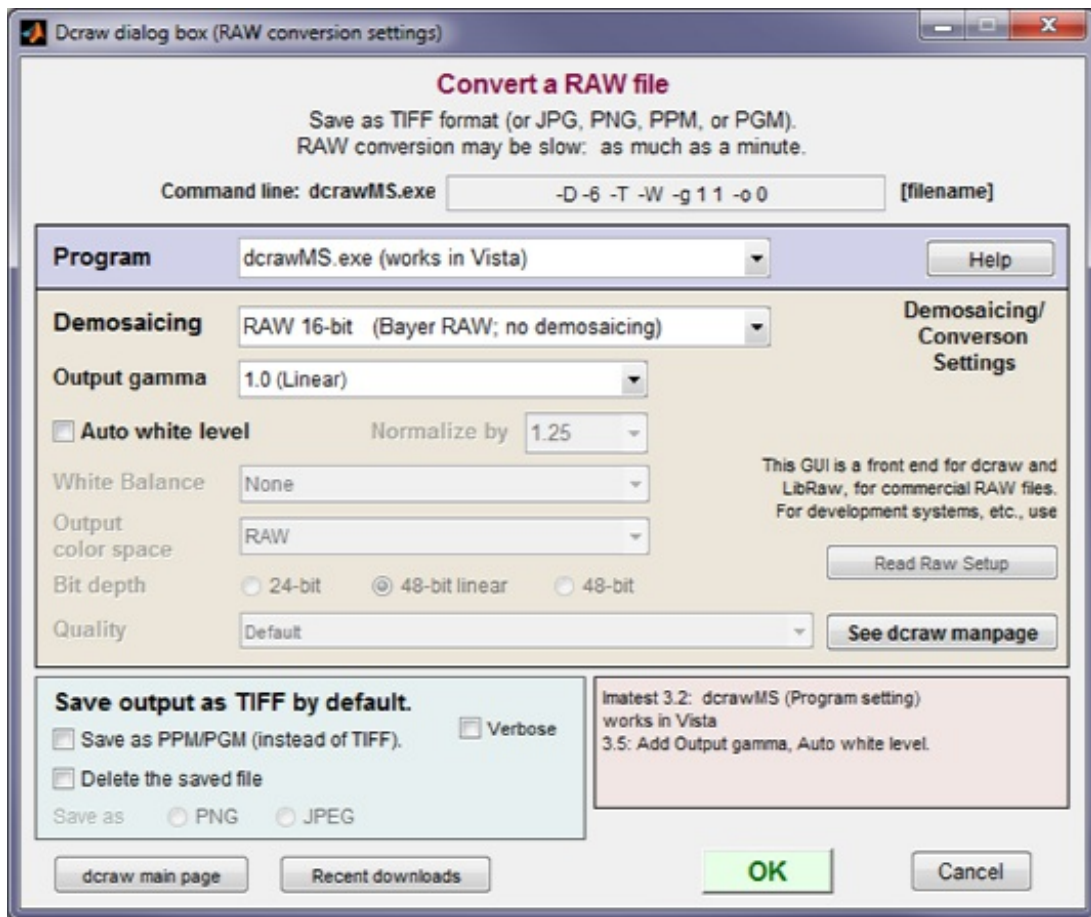 Dcraw dialog box (RAW conversion settings)
Convert a RAW file
Save as TIFF format (or JPG, PNG, PPM, or PGM).
RAW conversion may be slow:  as much as a minute.
Command line: dcrawMS.exe
-D -6 -T -W -g 1 1 -o 0
[filename]
Program
dcrawMS.exe (works in Vista)
Help
Demosaicing
RAW 16-bit (Bayer RAW; no demosaicing)
Demosaicing/
Converson
Settings
Output gamma
1.0 (Linear)
Auto white level
Normalize by
1.25
White Balance
None
This GUI is a front end for dcraw and
LibRaw, for commercial RAW files.
For development systems, etc., use
Output
color space
RAW
Read Raw Setup
Bit depth
24-bit
48-bit linear
48-bit
Quality
Default
See dcraw manpage
Save output as TIFF by default.
Save as PPM/PGM (instead of TIFF).
Verbose
Delete the saved file
Save as
PNG
JPEG
Imatest 3.2: dcrawMS (Program setting)
works in Vista
3.5: Add Output gamma, Auto white level.
dcraw main page
Recent downloads
OK
Cancel